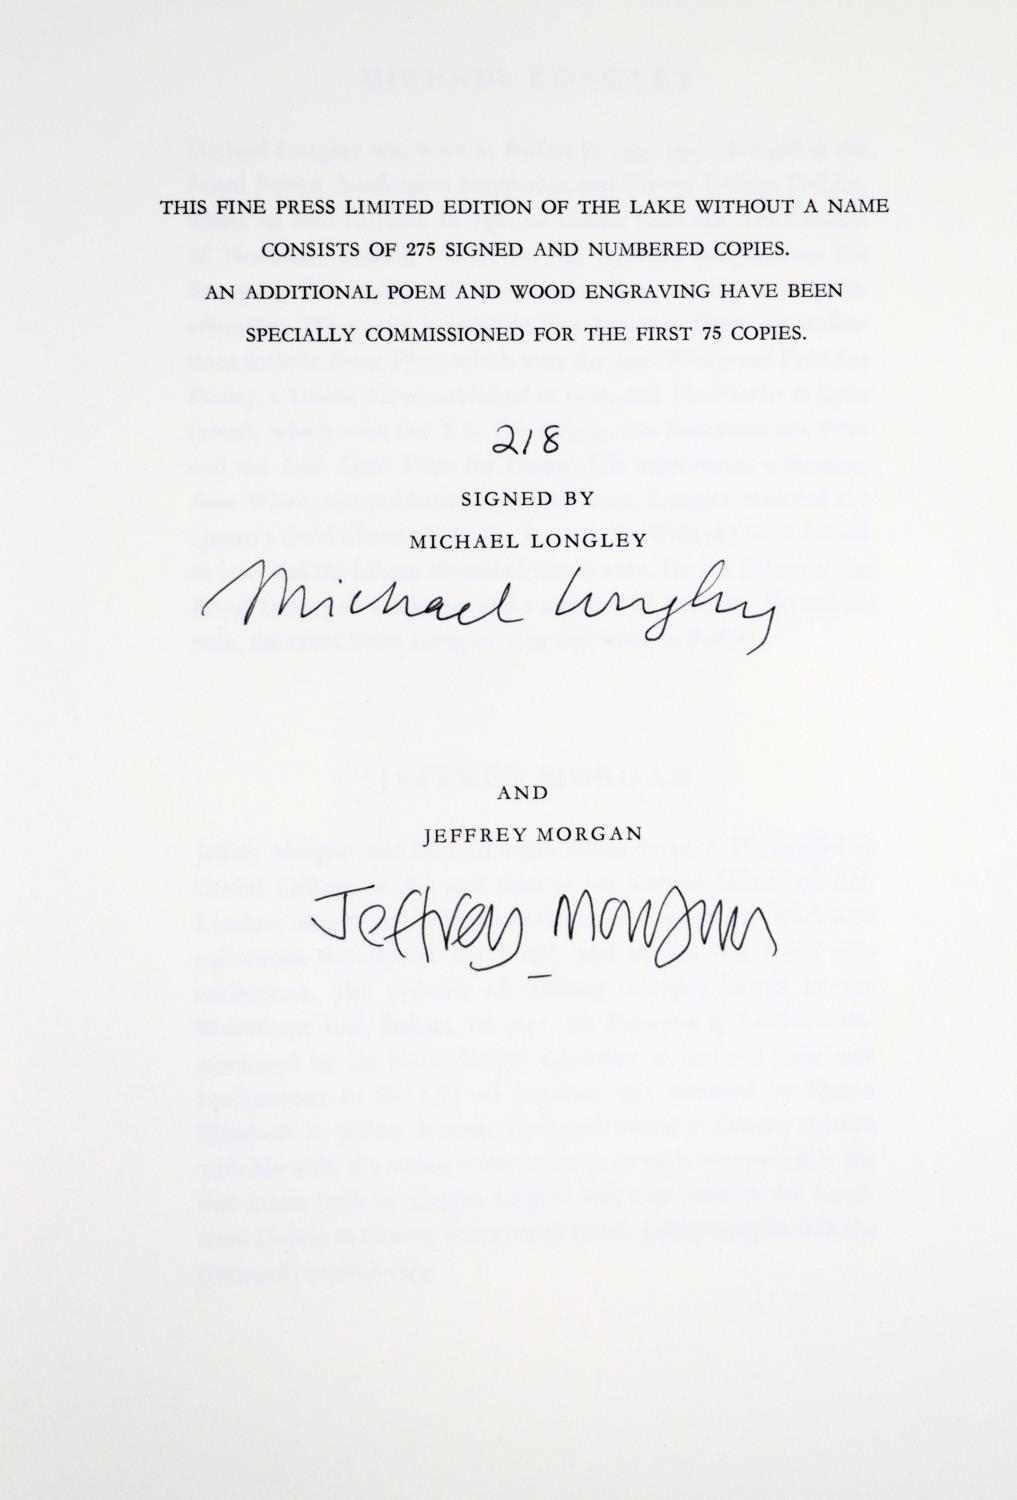 THIS FINE PRESS LIMITED EDITION OF THE LAKE WITHOUT A NAME
CONSISTS OF 275 SIGNED AND NUMBERED COPIES.
AN ADDITIONAL POEM AND WOOD ENGRAVING HAVE BEEN
SPECIALLY COMMISSIONED FOR THE FIRST 75 COPIES.
218
SIGNED BY
MICHAEL LONGLEY
Michael Longley
AND
JEFFREY MORGAN
Jeffrey Morgan